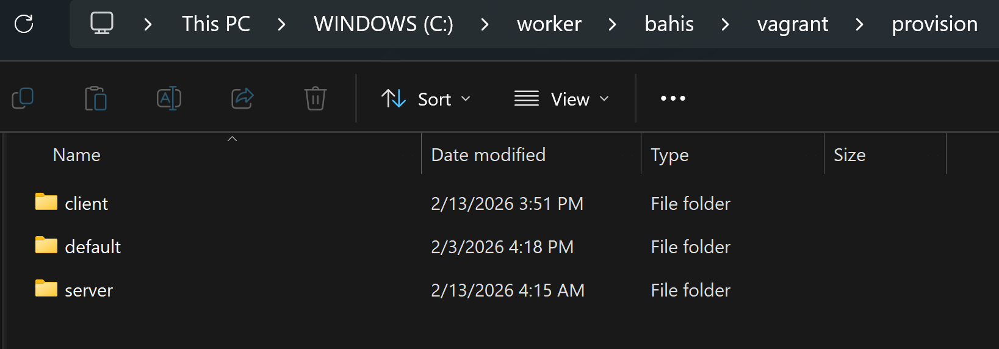 This PC WINDOWS (C:) worker bahis vagrant provision
Sort View
Name Date modified Type Size
client 2/13/2026 3:51 PM File folder
default 2/3/2026 4:18 PM File folder
server 2/13/2026 4:15 AM File folder